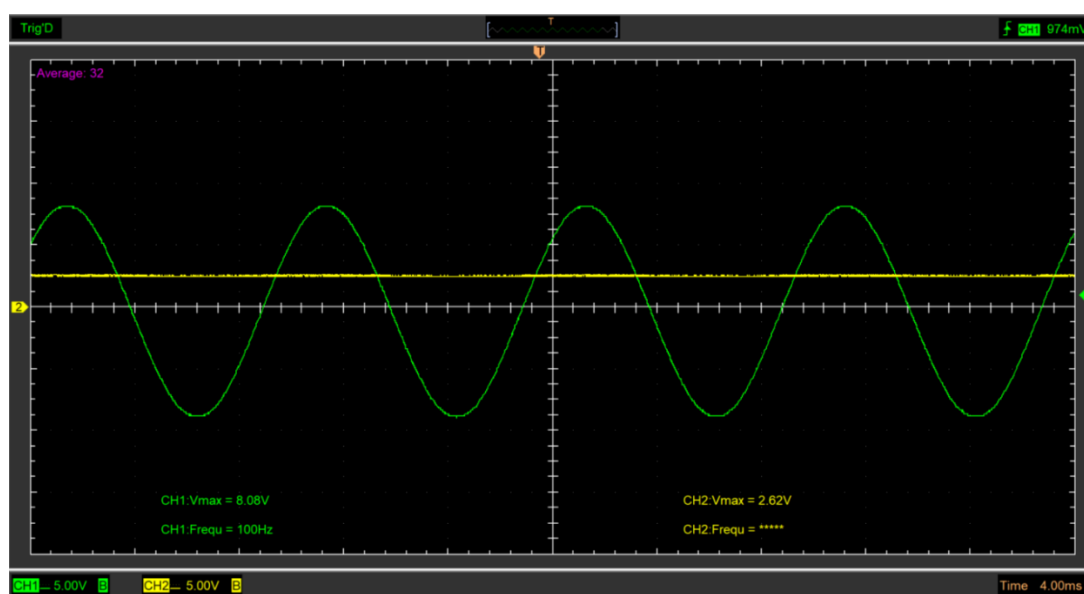 Trig'D
T
CH1 974mV
T
Average: 32
2
CH1:Vmax = 8.08V
CH2:Vmax = 2.62V
CH1:Frequ = 100Hz
CH2:Frequ = *****
CH1 5.00V B CH2 5.00V B Time 4.00ms